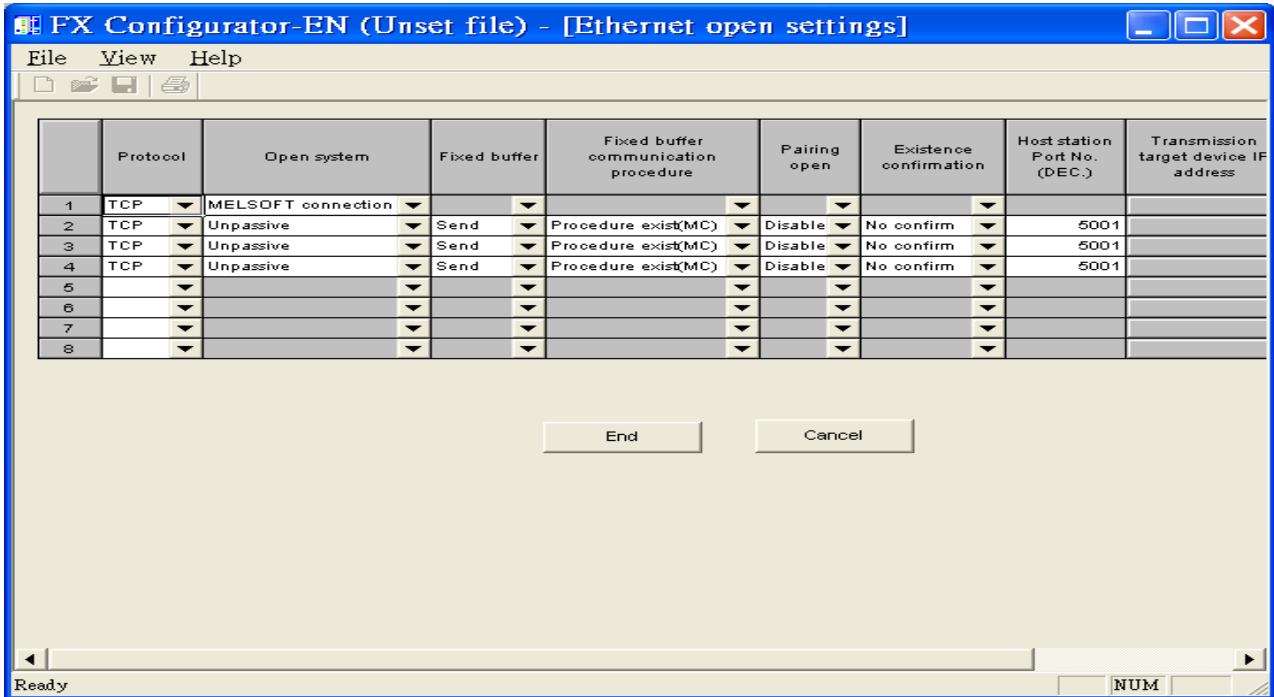 FX Configurator-EN (Unset file) - [Ethernet open settings]
File View Help
Protocol Open system Fixed buffer Fixed buffer communication procedure Pairing open Existence confirmation Host station Port No. (DEC.) Transmission target device IF address
1 TCP MELSOFT connection
2 TCP Unpassive Send Procedure exist(MC) Disable No confirm 5001
3 TCP Unpassive Send Procedure exist(MC) Disable No confirm 5001
4 TCP Unpassive Send Procedure exist(MC) Disable No confirm 5001
5
6
7
8
End Cancel
Ready NUM